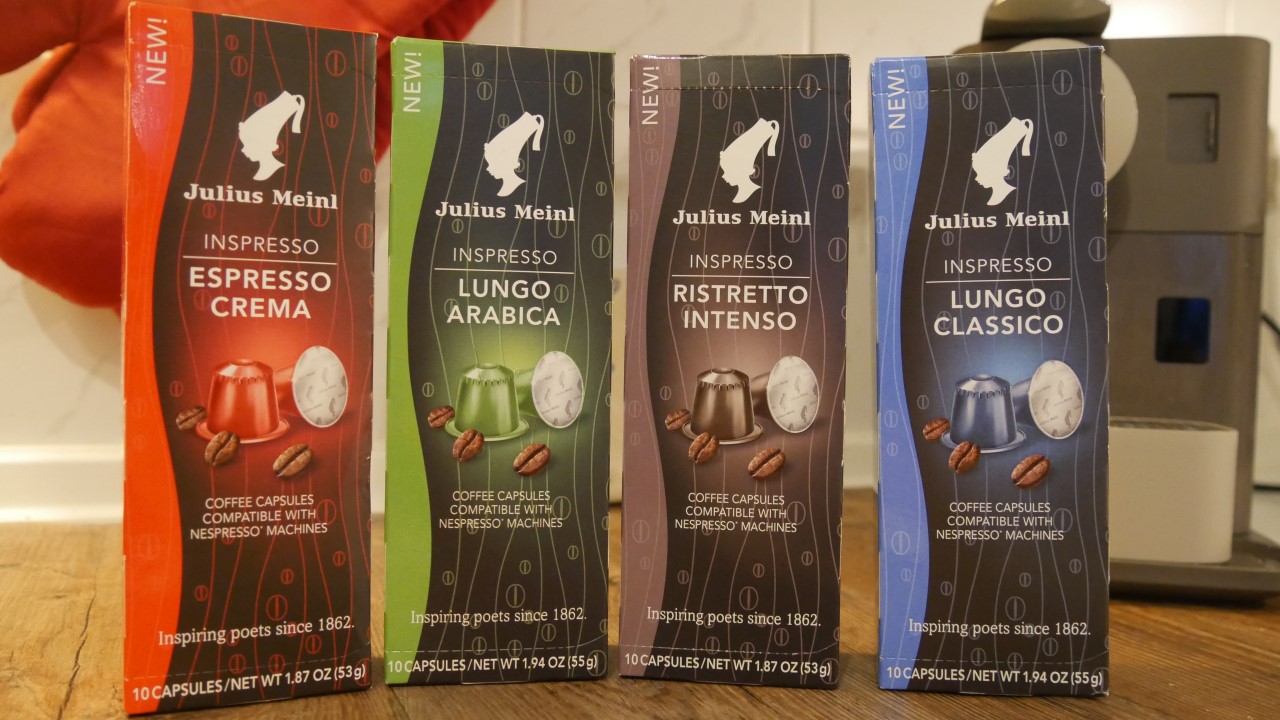 NEW!
Julius Meinl
INSPRESSO
ESPRESSO
CREMA
COFFEE CAPSULES
COMPATIBLE WITH
NESPRESSO* MACHINES
Inspiring poets since 1862.
10 CAPSULES/NET WT 1.87 OZ (53g)
NEW!
Julius Meinl
INSPRESSO
LUNGO
ARABICA
COFFEE CAPSULES
COMPATIBLE WITH
NESPRESSO* MACHINES
Inspiring poets since 1862.
10 CAPSULES/NET WT 1.94 OZ (55g)
NEW!
Julius Meinl
INSPRESSO
RISTRETTO
INTENSO
COFFEE CAPSULES
COMPATIBLE WITH
NESPRESSO* MACHINES
Inspiring poets since 1862.
10 CAPSULES/NET WT 1.87 OZ (53g)
NEW!
Julius Meinl
INSPRESSO
LUNGO
CLASSICO
COFFEE CAPSULES
COMPATIBLE WITH
NESPRESSO* MACHINES
Inspiring poets since 1862.
10 CAPSULES/NET WT 1.94 OZ (55g)